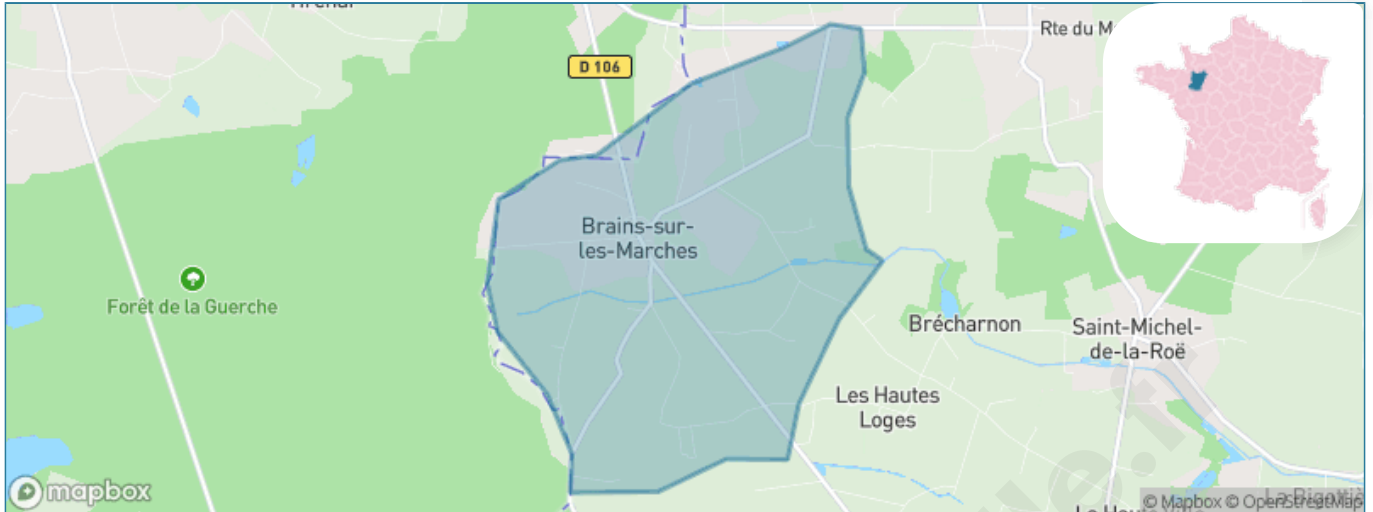 Rte du M
D 106
Brains-sur-
les-Marches
Forêt de la Guerche
Brécharnon
Saint-Michel-
de-la-Roë
Les Hautes
Loges
mapbox
© Mapbox © OpenStreetMap